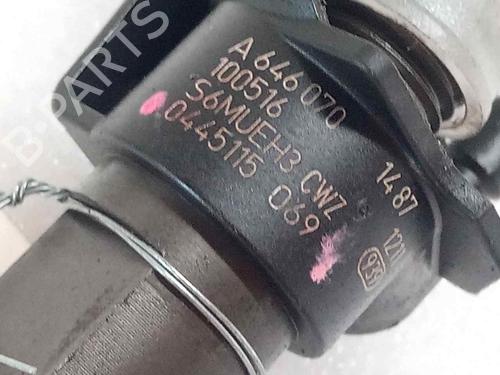 B-PARTS
A 646 070
100516
S6MUEH3 CWZ
0445115 069
14 87